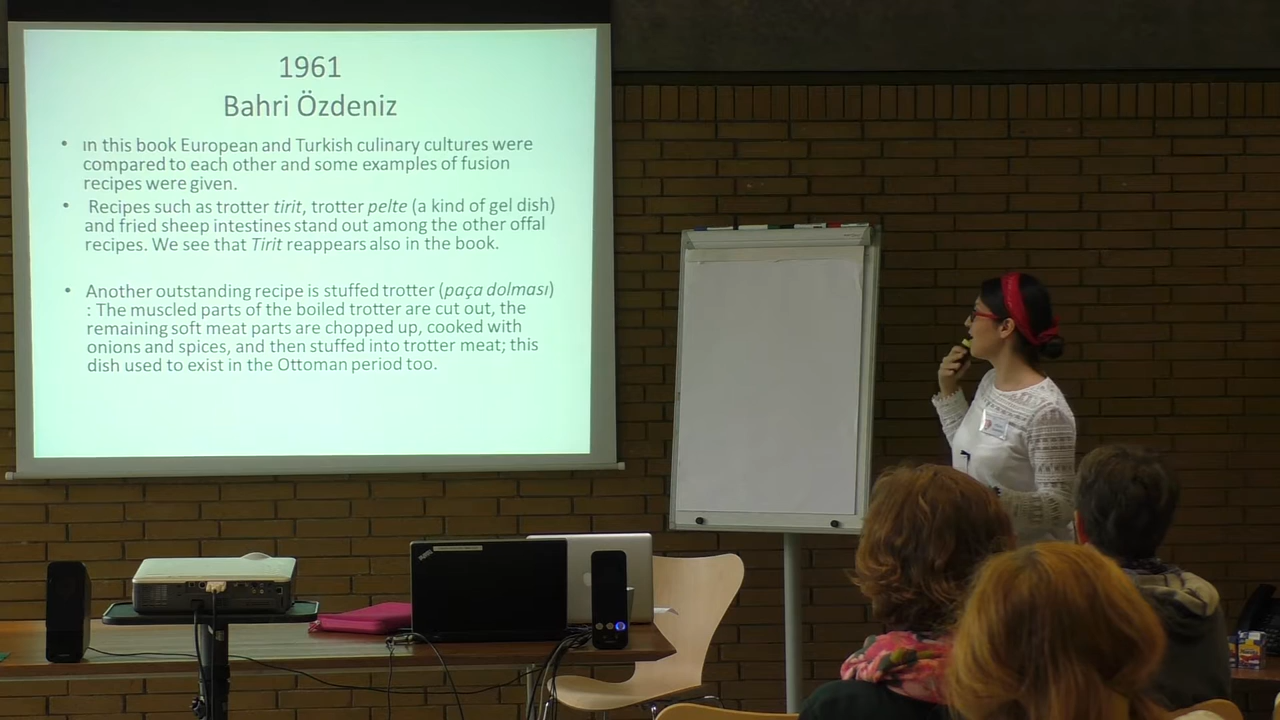 1961
Bahri Özdeniz
• ın this book European and Turkish culinary cultures were
compared to each other and some examples of fusion
recipes were given.
• Recipes such as trotter tirit, trotter pelte (a kind of gel dish)
and fried sheep intestines stand out among the other offal
recipes. We see that Tirit reappears also in the book.
• Another outstanding recipe is stuffed trotter (paça dolması)
: The muscled parts of the boiled trotter are cut out, the
remaining soft meat parts are chopped up, cooked with
onions and spices, and then stuffed into trotter meat; this
dish used to exist in the Ottoman period too.